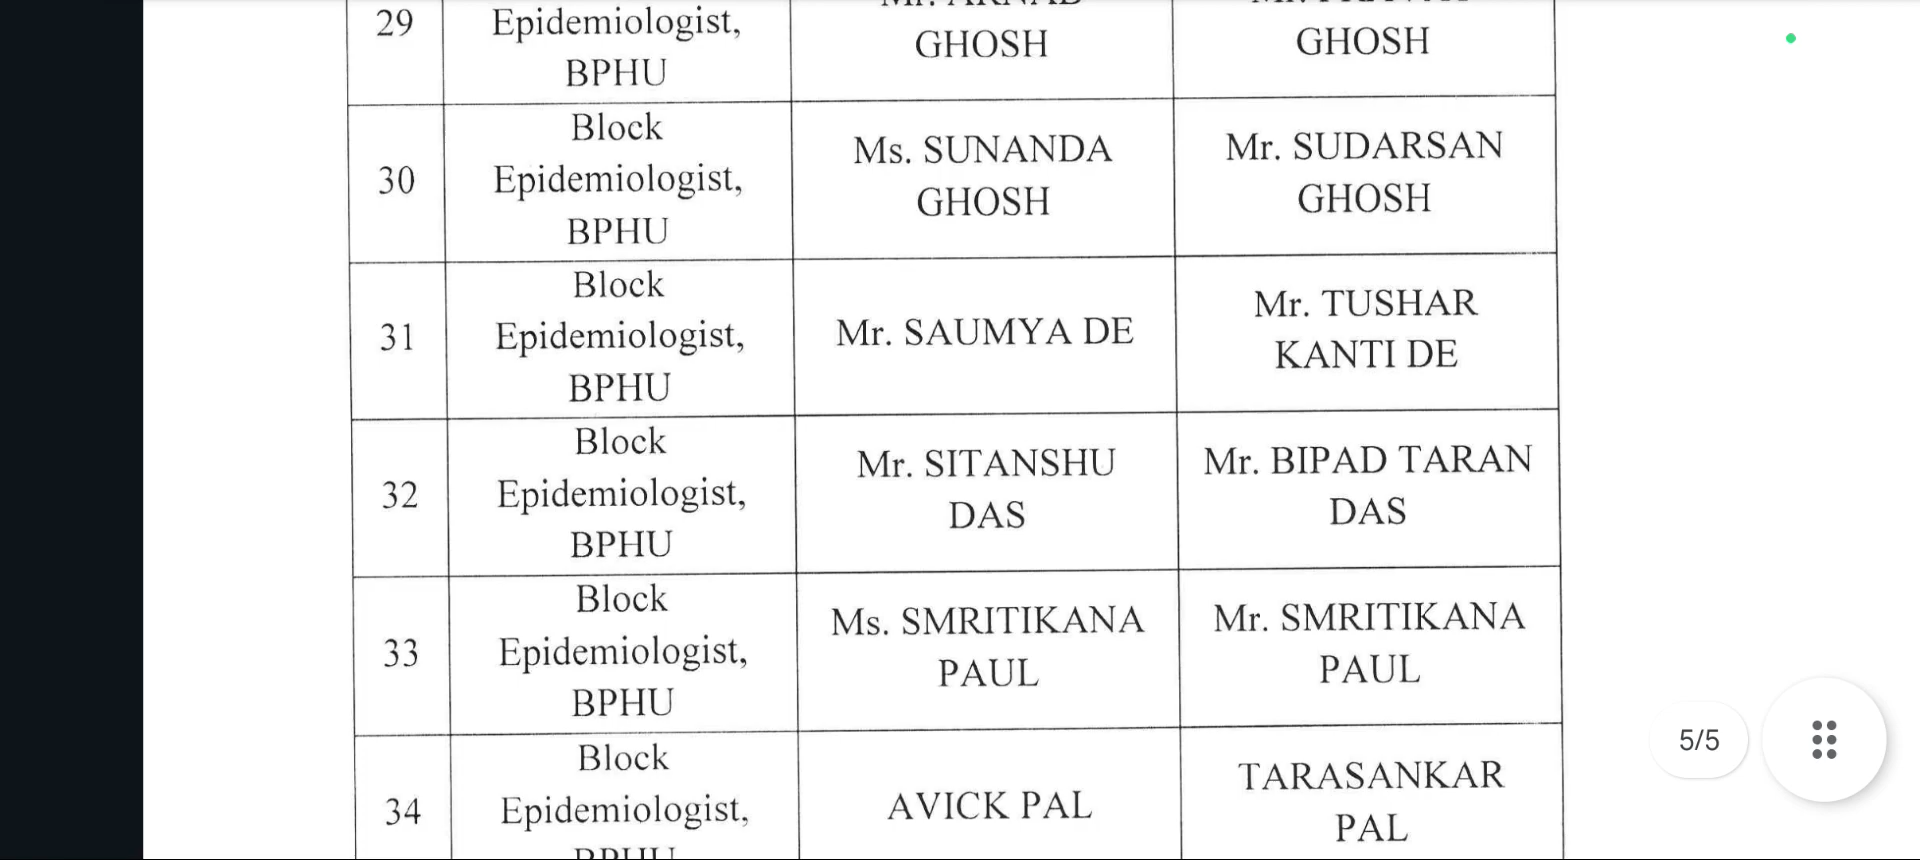 29
Epidemiologist,
BPHU
GHOSH
GHOSH
30
Block
Epidemiologist,
BPHU
Ms. SUNANDA
GHOSH
Mr. SUDARSAN
GHOSH
31
Block
Epidemiologist,
BPHU
Mr. SAUMYA DE
Mr. TUSHAR
KANTI DE
32
Block
Epidemiologist,
BPHU
Mr. SITANSHU
DAS
Mr. BIPAD TARAN
DAS
33
Block
Epidemiologist,
BPHU
Ms. SMRITIKANA
PAUL
Mr. SMRITIKANA
PAUL
34
Block
Epidemiologist,
AVICK PAL
TARASANKAR
PAL
5/5